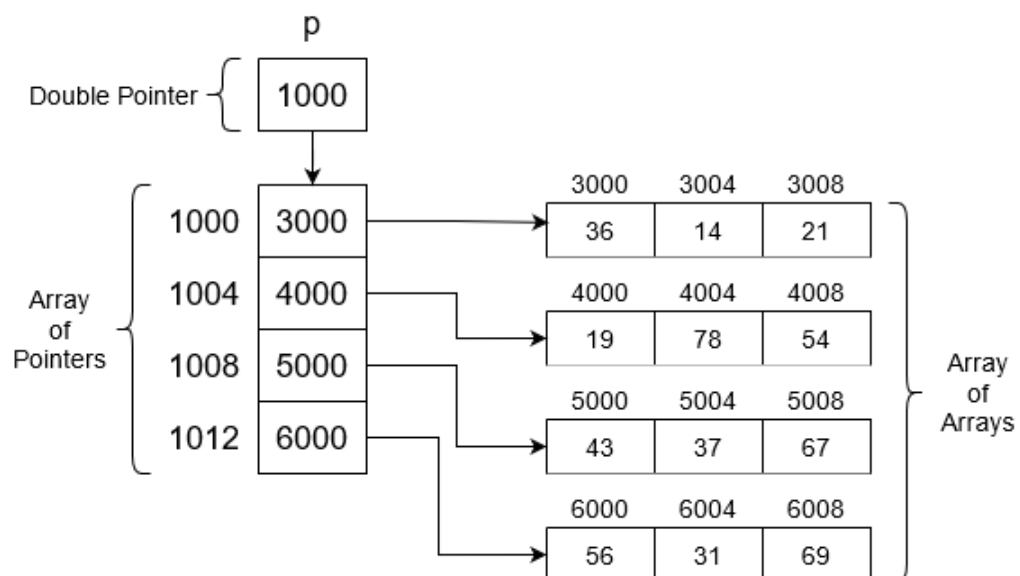 p
Double Pointer
1000
3000 3004 3008
1000 3000
36 14 21
Array
of
Pointers
1004 4000
4000 4004 4008
19 78 54
1008 5000
Array
of
Arrays
5000 5004 5008
1012 6000
43 37 67
6000 6004 6008
56 31 69